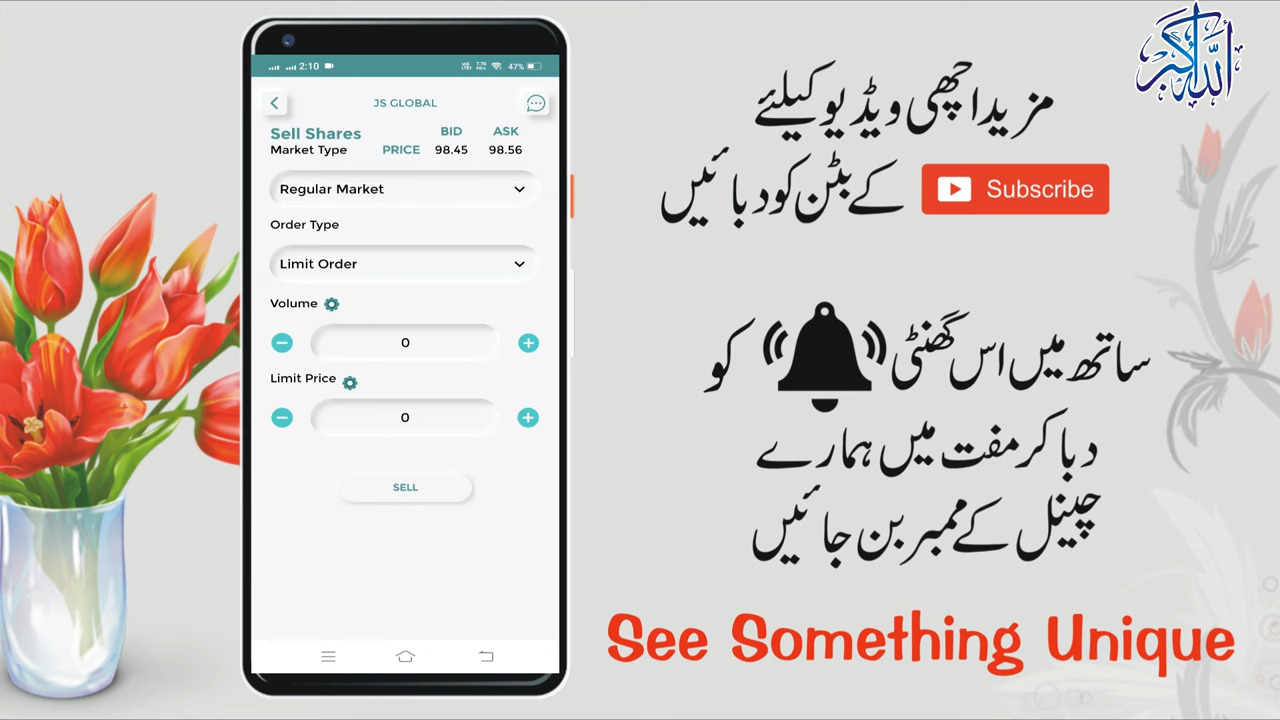 اللہ اکبر
2:10
47%
JS GLOBAL
Sell Shares BID ASK
Market Type PRICE 98.45 98.56
Regular Market
Order Type
Limit Order
Volume
0
Limit Price
0
SELL
مزید اچھی ویڈیو کیلئے
Subscribe کے بٹن کو دبائیں
ساتھ میں اس گھنٹی کو
دبا کر مفت میں ہمارے
چینل کے ممبر بن جائیں
See Something Unique